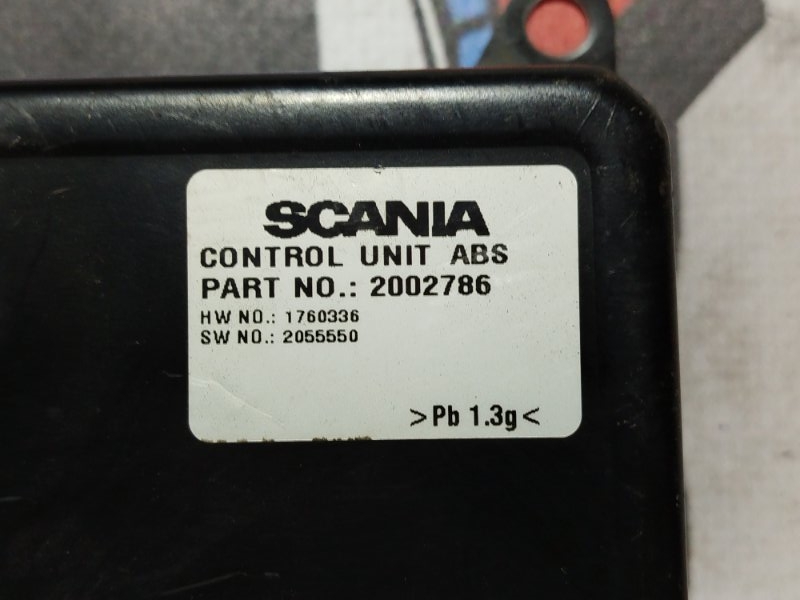 SCANIA
CONTROL UNIT ABS
PART NO.: 2002786
HW NO.: 1760336
SW NO.: 2055550
>Pb 1.3g<